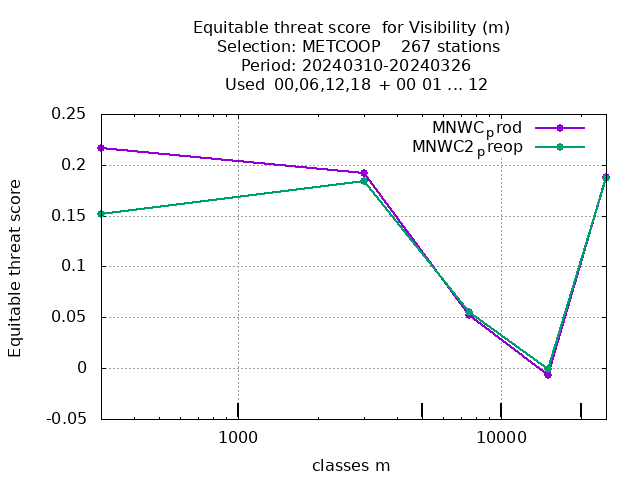 Equitable threat score  for Visibility (m)
Selection: METCOOP    267 stations
Period: 20240310-20240326
Used  00,06,12,18  + 00 01 ... 12
MNWCprod
MNWC2preop
0.25
0.2
0.15
0.1
0.05
0
-0.05
Equitable threat score
1000
10000
classes m